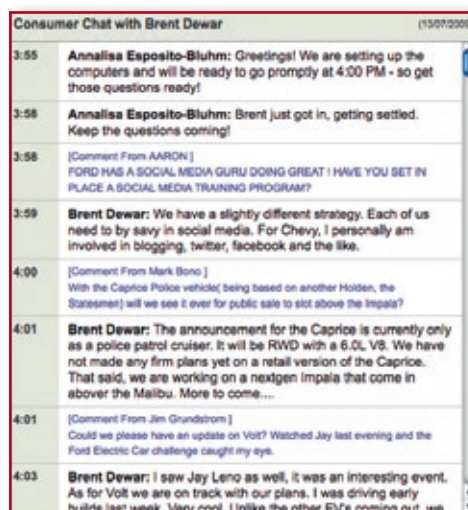 Consumer Chat with Brent Dewar (13/07/200
3:55 Annalisa Esposito-Bluhm: Greetings! We are setting up the
computers and will be ready to go promptly at 4:00 PM - so get
those questions ready!
3:58 Annalisa Esposito-Bluhm: Brent just got in, getting settled.
Keep the questions coming!
3:58 [Comment From AARON ]
FORD HAS A SOCIAL MEDIA GURU DOING GREAT ! HAVE YOU SET IN
PLACE A SOCIAL MEDIA TRAINING PROGRAM?
3:59 Brent Dewar: We have a slightly different strategy. Each of us
need to by savy in social media. For Chevy, I personally am
involved in blogging, twitter, facebook and the like.
4:00 [Comment From Mark Bono ]
With the Caprice Police vehicle( being based on another Holden, the
Statesmen) will we see it ever for public sale to slot above the Impala?
4:01 Brent Dewar: The announcement for the Caprice is currently only
as a police patrol cruiser. It will be RWD with a 6.0L V8. We have
not made any firm plans yet on a retail version of the Caprice.
That said, we are working on a nextgen Impala that come in
abover the Malibu. More to come....
4:01 [Comment From Jim Grundstrom ]
Could we please have an update on Volt? Watched Jay last evening and the
Ford Electric Car challenge caught my eye.
4:03 Brent Dewar: I saw Jay Leno as well, it was an interesting event.
As for Volt we are on track with our plans. I was driving early
builds last week. Very cool. Unlike the other EV's coming out, we